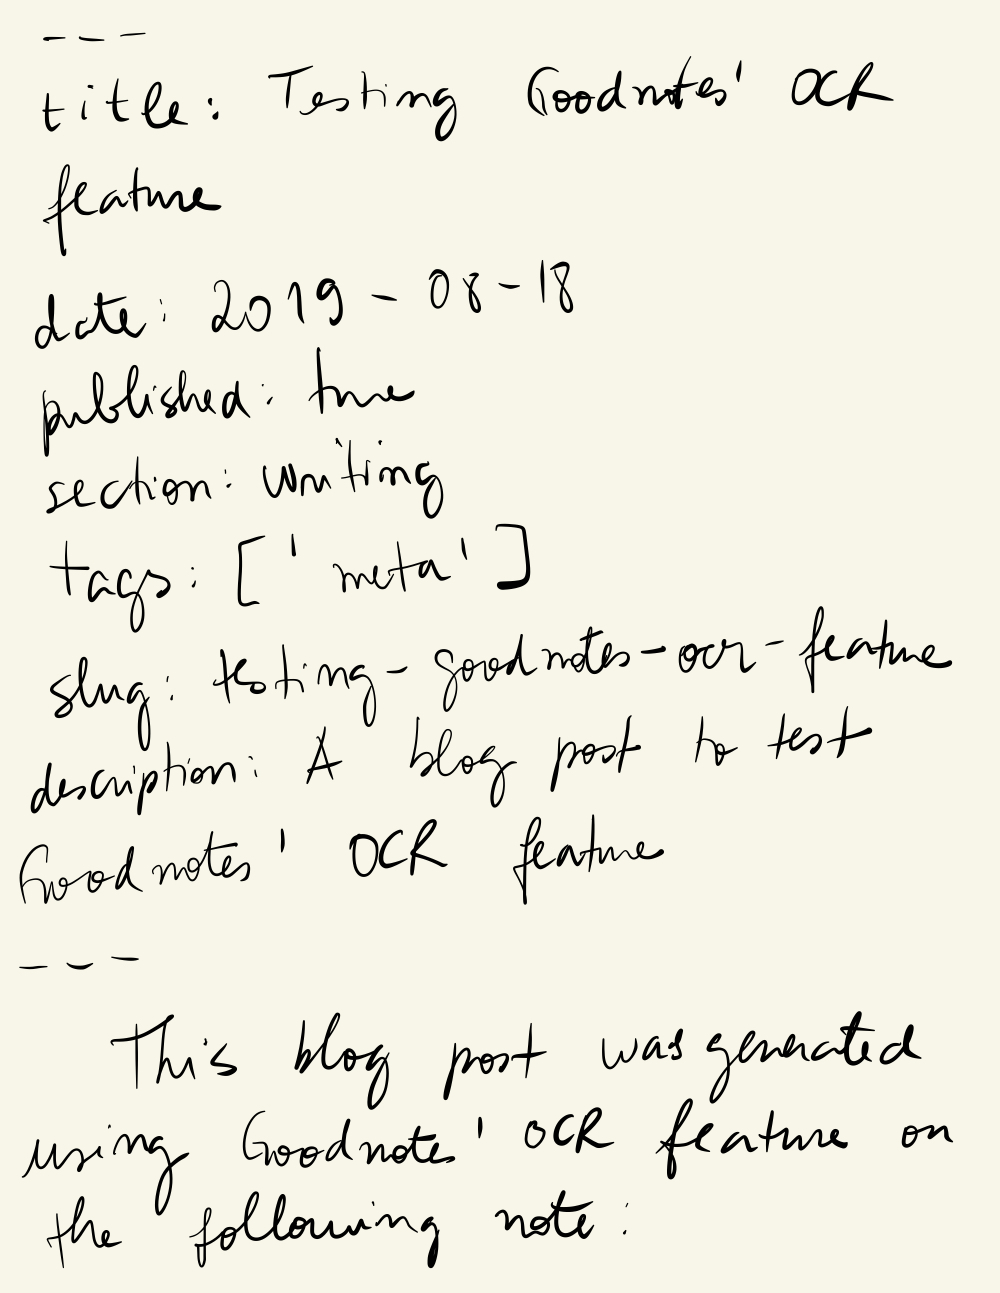 ---
title: Testing Goodnotes' OCR
feature
date: 2019-08-18
published: true
section: writing
tags: ['meta']
slug: testing-goodnotes-ocr-feature
description: A blog post to test
Goodnotes' OCR feature
---
This blog post was generated
using Goodnotes' OCR feature on
the following note: